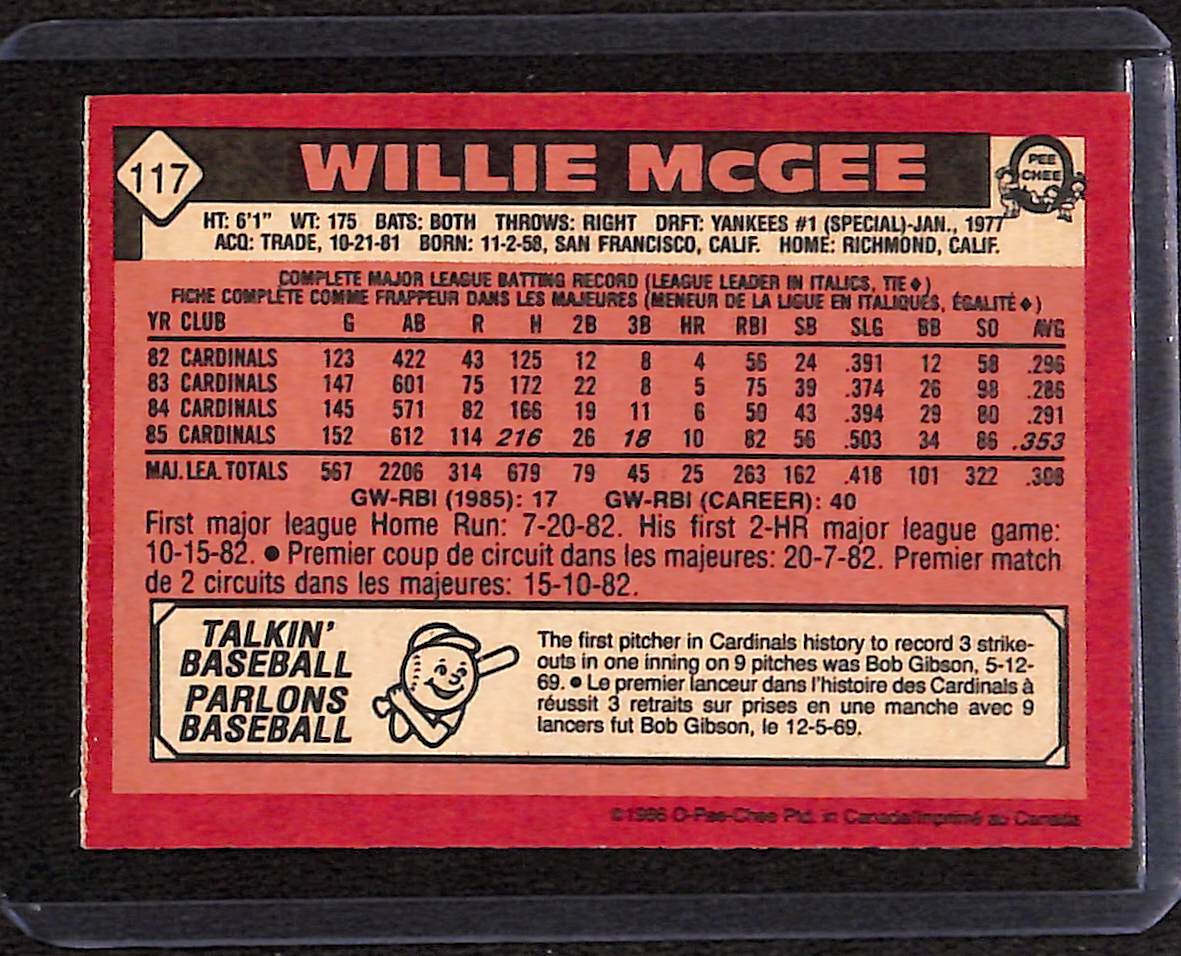 117
WILLIE McGEE
PEE
CHEE
HT: 6'1" WT: 175 BATS: BOTH THROWS: RIGHT DRFT: YANKEES #1 (SPECIAL)-JAN., 1977
ACQ: TRADE, 10-21-81 BORN: 11-2-58, SAN FRANCISCO, CALIF. HOME: RICHMOND, CALIF.
COMPLETE MAJOR LEAGUE BATTING RECORD (LEAGUE LEADER IN ITALICS, TIE ♦)
FICHE COMPLÈTE COMME FRAPPEUR DANS LES MAJEURES (MENEUR DE LA LIGUE EN ITALIQUES, ÉGALITÉ ♦)
YR CLUB G AB R H 2B 3B HR RBI SB SLG BB SO AVG
82 CARDINALS 123 422 43 125 12 8 4 56 24 .391 12 58 .296
83 CARDINALS 147 601 75 172 22 8 5 75 39 .374 26 98 .286
84 CARDINALS 145 571 82 166 19 11 6 50 43 .394 29 80 .291
85 CARDINALS 152 612 114 216 26 18 10 82 56 .503 34 86 .353
MAJ. LEA. TOTALS 567 2206 314 679 79 45 25 263 162 .418 101 322 .308
GW-RBI (1985): 17 GW-RBI (CAREER): 40
First major league Home Run: 7-20-82. His first 2-HR major league game:
10-15-82. ● Premier coup de circuit dans les majeures: 20-7-82. Premier match
de 2 circuits dans les majeures: 15-10-82.
TALKIN'
BASEBALL
PARLONS
BASEBALL
The first pitcher in Cardinals history to record 3 strike-
outs in one inning on 9 pitches was Bob Gibson, 5-12-
69. ● Le premier lanceur dans l'histoire des Cardinals à
réussit 3 retraits sur prises en une manche avec 9
lancers fut Bob Gibson, le 12-5-69.
©1986 O-Pee-Chee Ptd. in Canada/Imprimé au Canada